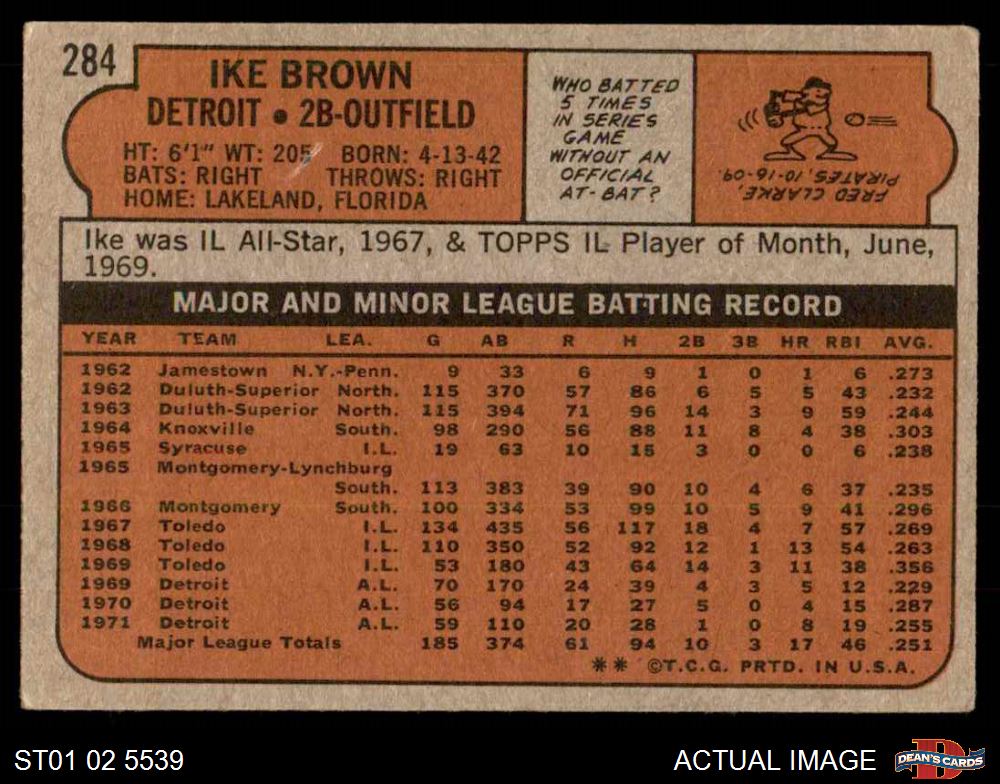 284
IKE BROWN
DETROIT • 2B-OUTFIELD
HT: 6'1" WT: 205 BORN: 4-13-42
BATS: RIGHT THROWS: RIGHT
HOME: LAKELAND, FLORIDA
WHO BATTED
5 TIMES
IN SERIES
GAME
WITHOUT AN
OFFICIAL
AT-BAT?
FRED CLARKE,
PIRATES, 10-16-09.
Ike was IL All-Star, 1967, & TOPPS IL Player of Month, June,
1969.
MAJOR AND MINOR LEAGUE BATTING RECORD
YEAR TEAM LEA. G AB R H 2B 3B HR RBI AVG.
1962 Jamestown N.Y.-Penn. 9 33 6 9 1 0 1 6 .273
1962 Duluth-Superior North. 115 370 57 86 6 5 5 43 .232
1963 Duluth-Superior North. 115 394 71 96 14 3 9 59 .244
1964 Knoxville South. 98 290 56 88 11 8 4 38 .303
1965 Syracuse I.L. 19 63 10 15 3 0 0 6 .238
1965 Montgomery-Lynchburg
South. 113 383 39 90 10 4 6 37 .235
1966 Montgomery South. 100 334 53 99 10 5 9 41 .296
1967 Toledo I.L. 134 435 56 117 18 4 7 57 .269
1968 Toledo I.L. 110 350 52 92 12 1 13 54 .263
1969 Toledo I.L. 53 180 43 64 14 3 11 38 .356
1969 Detroit A.L. 70 170 24 39 4 3 5 12 .229
1970 Detroit A.L. 56 94 17 27 5 0 4 15 .287
1971 Detroit A.L. 59 110 20 28 1 0 8 19 .255
Major League Totals 185 374 61 94 10 3 17 46 .251
** ©T.C.G. PRTD. IN U.S.A.
ST01 02 5539
ACTUAL IMAGE
D
DEAN'S CARDS